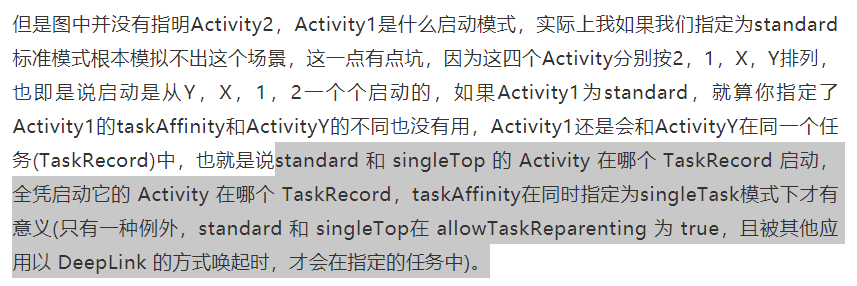 但是图中并没有指明Activity2，Activity1是什么启动模式，实际上我如果我们指定为standard
标准模式根本模拟不出这个场景，这一点有点坑，因为这四个Activity分别按2，1，X，Y排列，
也即是说启动是从Y，X，1，2一个个启动的，如果Activity1为standard，就算你指定了
Activity1的taskAffinity和ActivityY的不同也没有用，Activity1还是会和ActivityY在同一个任
务(TaskRecord)中，也就是说standard 和 singleTop 的 Activity 在哪个 TaskRecord 启动，
全凭启动它的 Activity 在哪个 TaskRecord，taskAffinity在同时指定为singleTask模式下才有
意义(只有一种例外，standard 和 singleTop在 allowTaskReparenting 为 true，且被其他应
用以 DeepLink 的方式唤起时，才会在指定的任务中)。